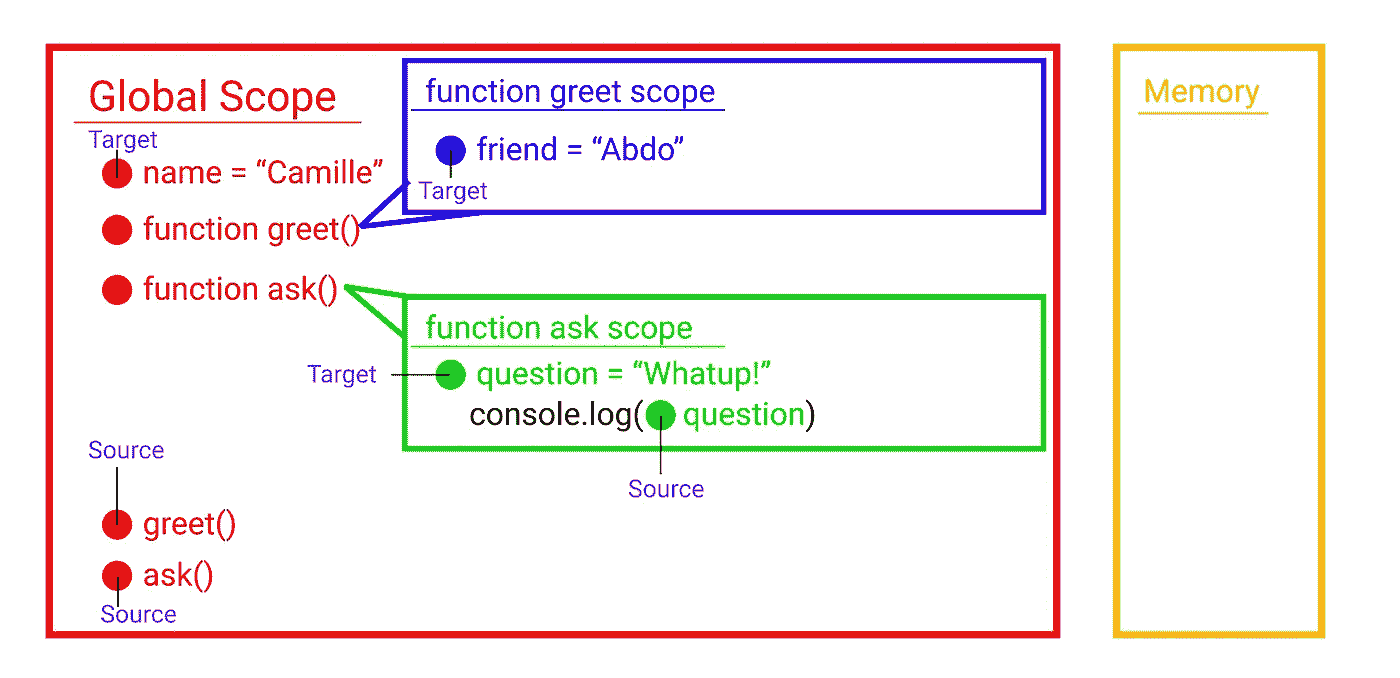 Global Scope
Target
name = “Camille”
function greet()
function ask()
function greet scope
friend = “Abdo”
Target
function ask scope
Target
question = “Whatup!”
console.log( question)
Source
Source
greet()
ask()
Source
Memory